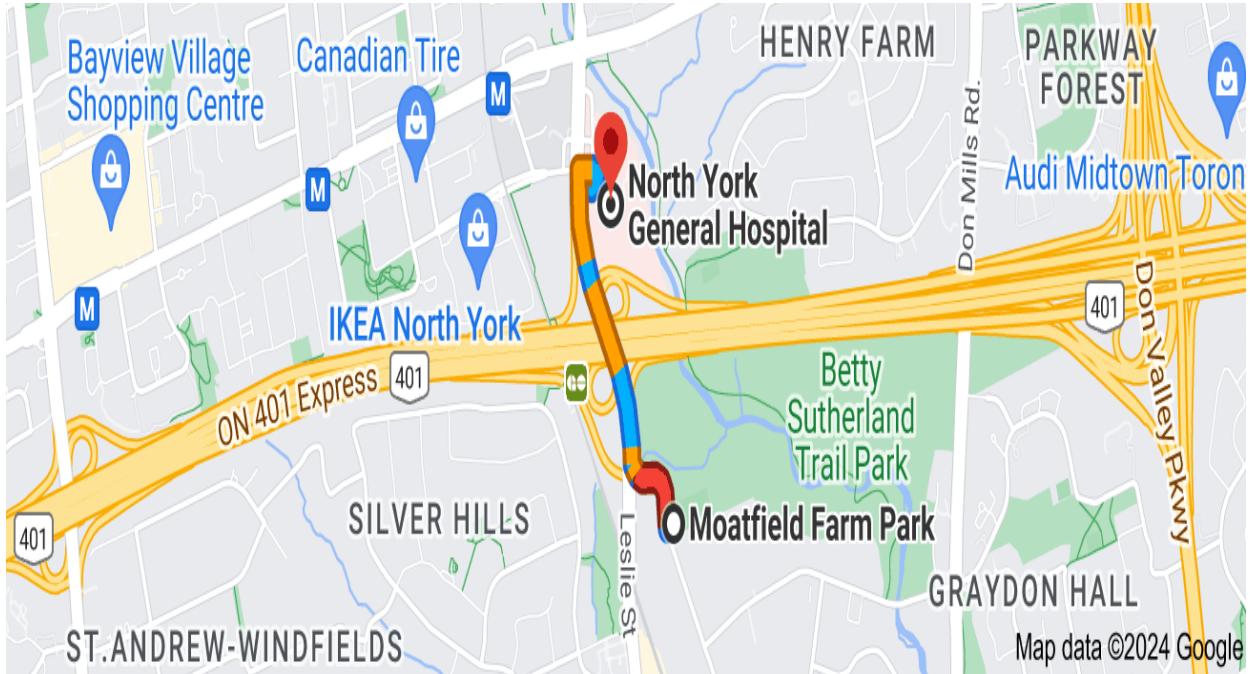 Bayview Village
Shopping Centre
Canadian Tire
M
HENRY FARM
PARKWAY
FOREST
M
North York
General Hospital
Don Mills Rd.
Audi Midtown Toron
M
IKEA North York
401
Don Valley Pkwy
ON 401 Express
401
Betty
Sutherland
Trail Park
401
SILVER HILLS
Leslie St
Moatfield Farm Park
GRAYDON HALL
ST.ANDREW-WINDFIELDS
Map data ©2024 Google